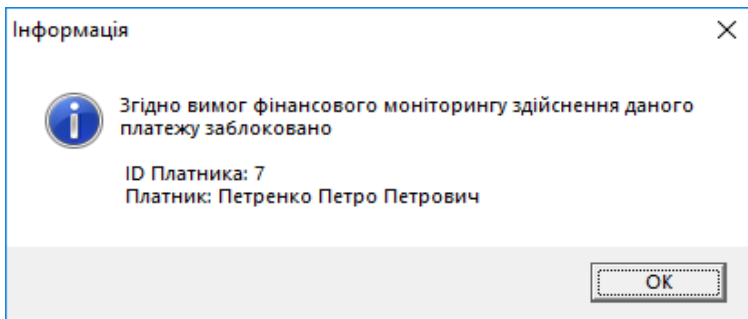 Інформація
Згідно вимог фінансового моніторингу здійснення даного
платежу заблоковано
ID Платника: 7
Платник: Петренко Петро Петрович
OK